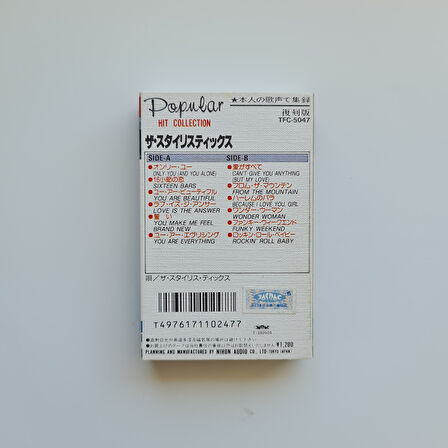 Popular
HIT COLLECTION
★本人の歌声で集録
復刻版
TFC-5047
ザ・スタイリスティックス
SIDE-A
●オンリー・ユー
ONLY YOU (AND YOU ALONE)
●16小節の恋
SIXTEEN BARS
●ユー・アー・ビューティフル
YOU ARE BEAUTIFUL
●ラブ・イズ・ジ・アンサー
LOVE IS THE ANSWER
●誓い
YOU MAKE ME FEEL
BRAND NEW
●ユー・アー・エヴリシング
YOU ARE EVERYTHING
SIDE-B
●愛がすべて
CAN'T GIVE YOU ANYTHING
(BUT MY LOVE)
●フロム・ザ・マウンテン
FROM THE MOUNTAIN
●ハーレムのバラ
BECAUSE I LOVE YOU, GIRL
●ワンダー・ウーマン
WONDER WOMAN
●ファンキー・ウィークエンド
FUNKY WEEKEND
●ロッキン・ロール・ベイビー
ROCKIN' ROLL BABY
唄/ザ・スタイリス・ティックス
T4976171102477
¥1,200
PLANNING AND MANUFACTURED BY NIHON AUDIO CO., LTD. TOKYO JAPAN